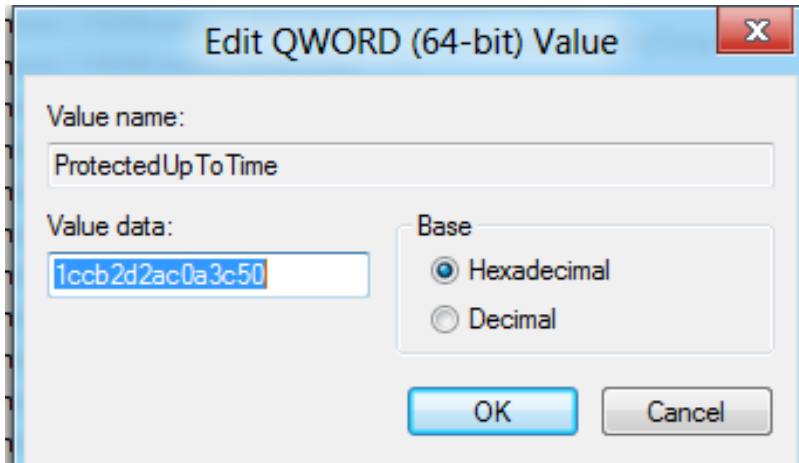 Edit QWORD (64-bit) Value
x
Value name:
ProtectedUpToTime
Value data:
1ccb2d2ac0a3c50
Base
Hexadecimal
Decimal
OK
Cancel